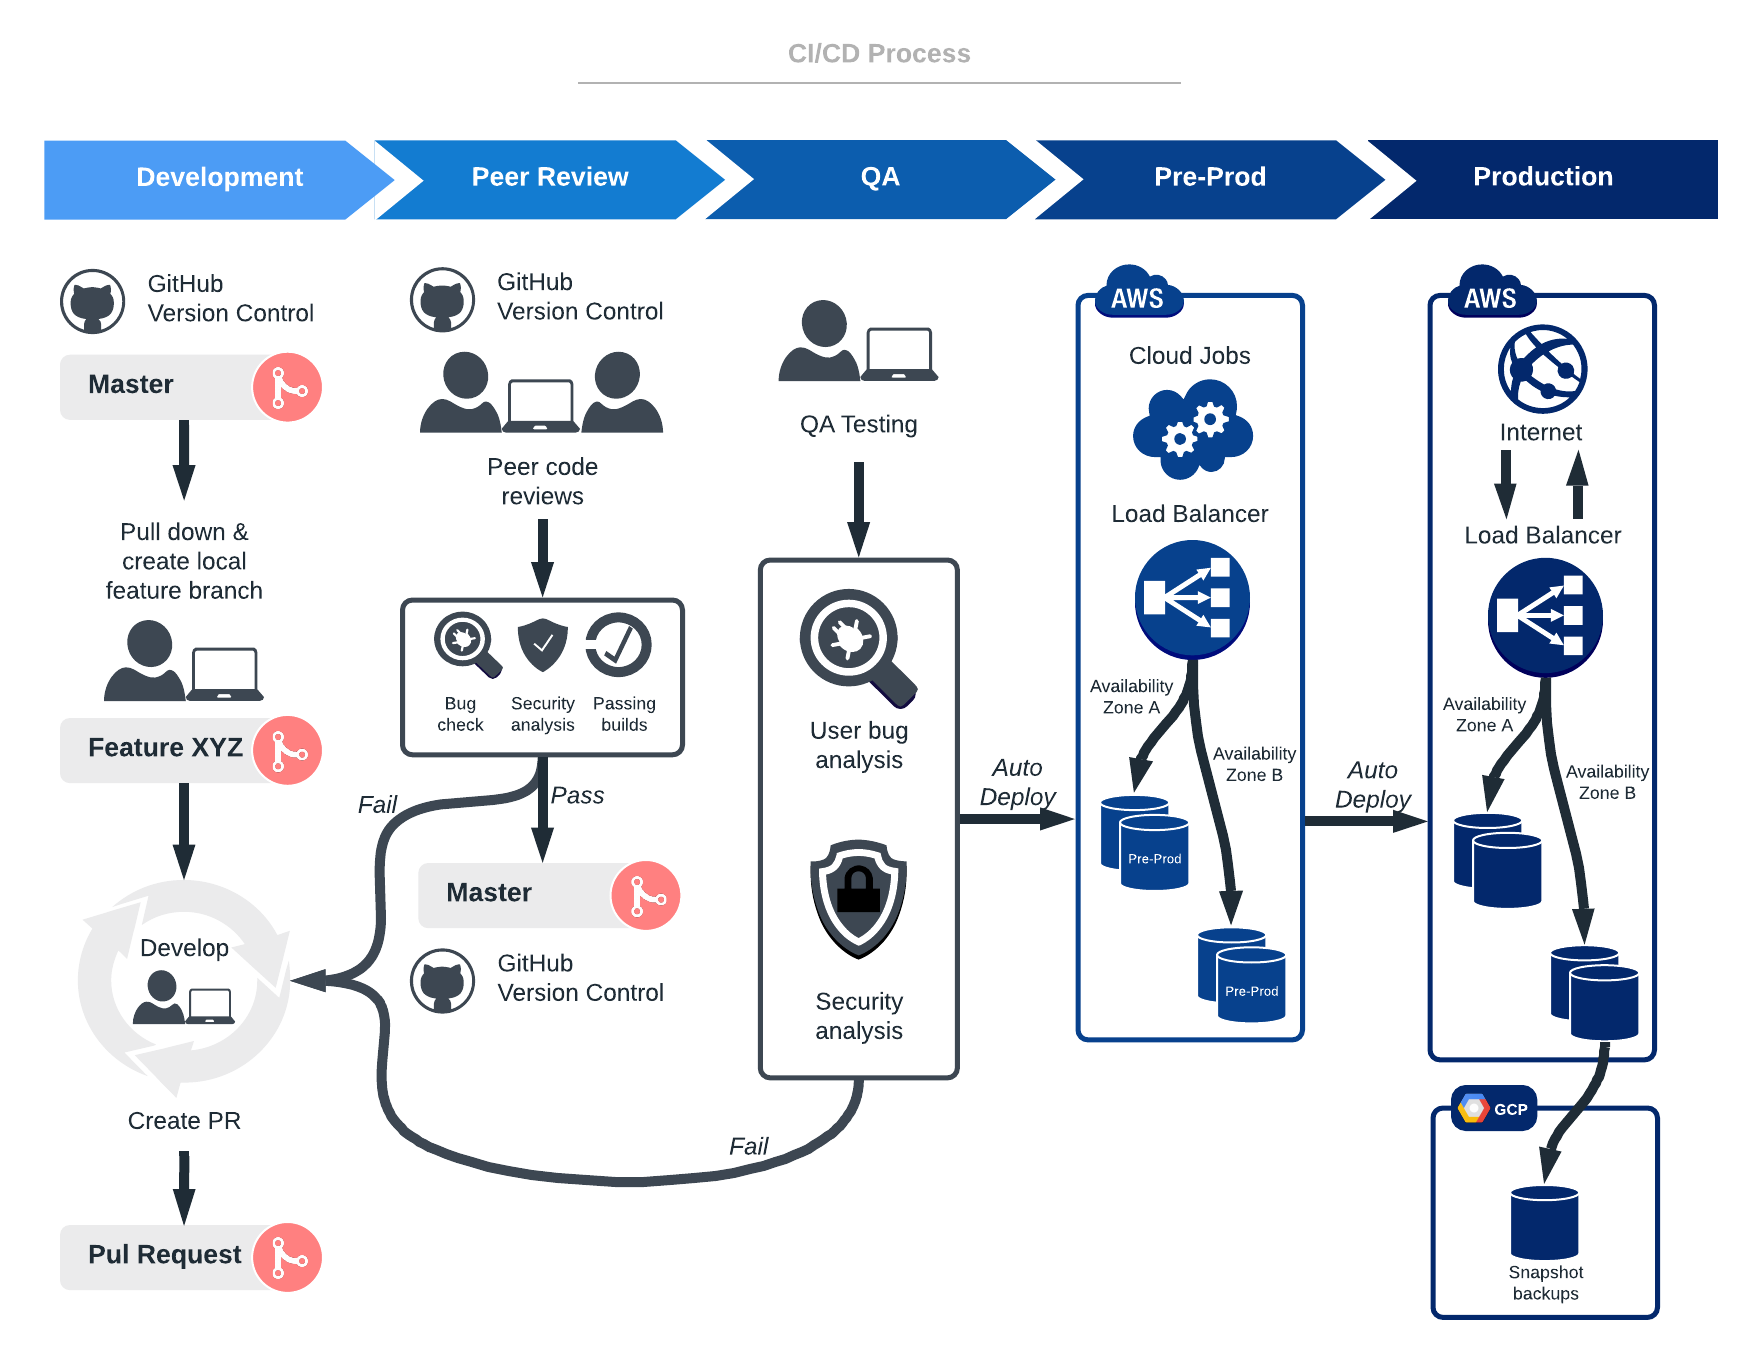 CI/CD Process
Development
Peer Review
QA
Pre-Prod
Production
GitHub
Version Control
Master
Pull down &
create local
feature branch
Feature XYZ
Develop
Create PR
Pul Request
GitHub
Version Control
Peer code
reviews
Bug
check
Security
analysis
Passing
builds
Fail
Pass
Master
GitHub
Version Control
QA Testing
User bug
analysis
Security
analysis
Fail
Auto
Deploy
AWS
Cloud Jobs
Load Balancer
Availability
Zone A
Availability
Zone B
Pre-Prod
Pre-Prod
Auto
Deploy
AWS
Internet
Load Balancer
Availability
Zone A
Availability
Zone B
GCP
Snapshot
backups